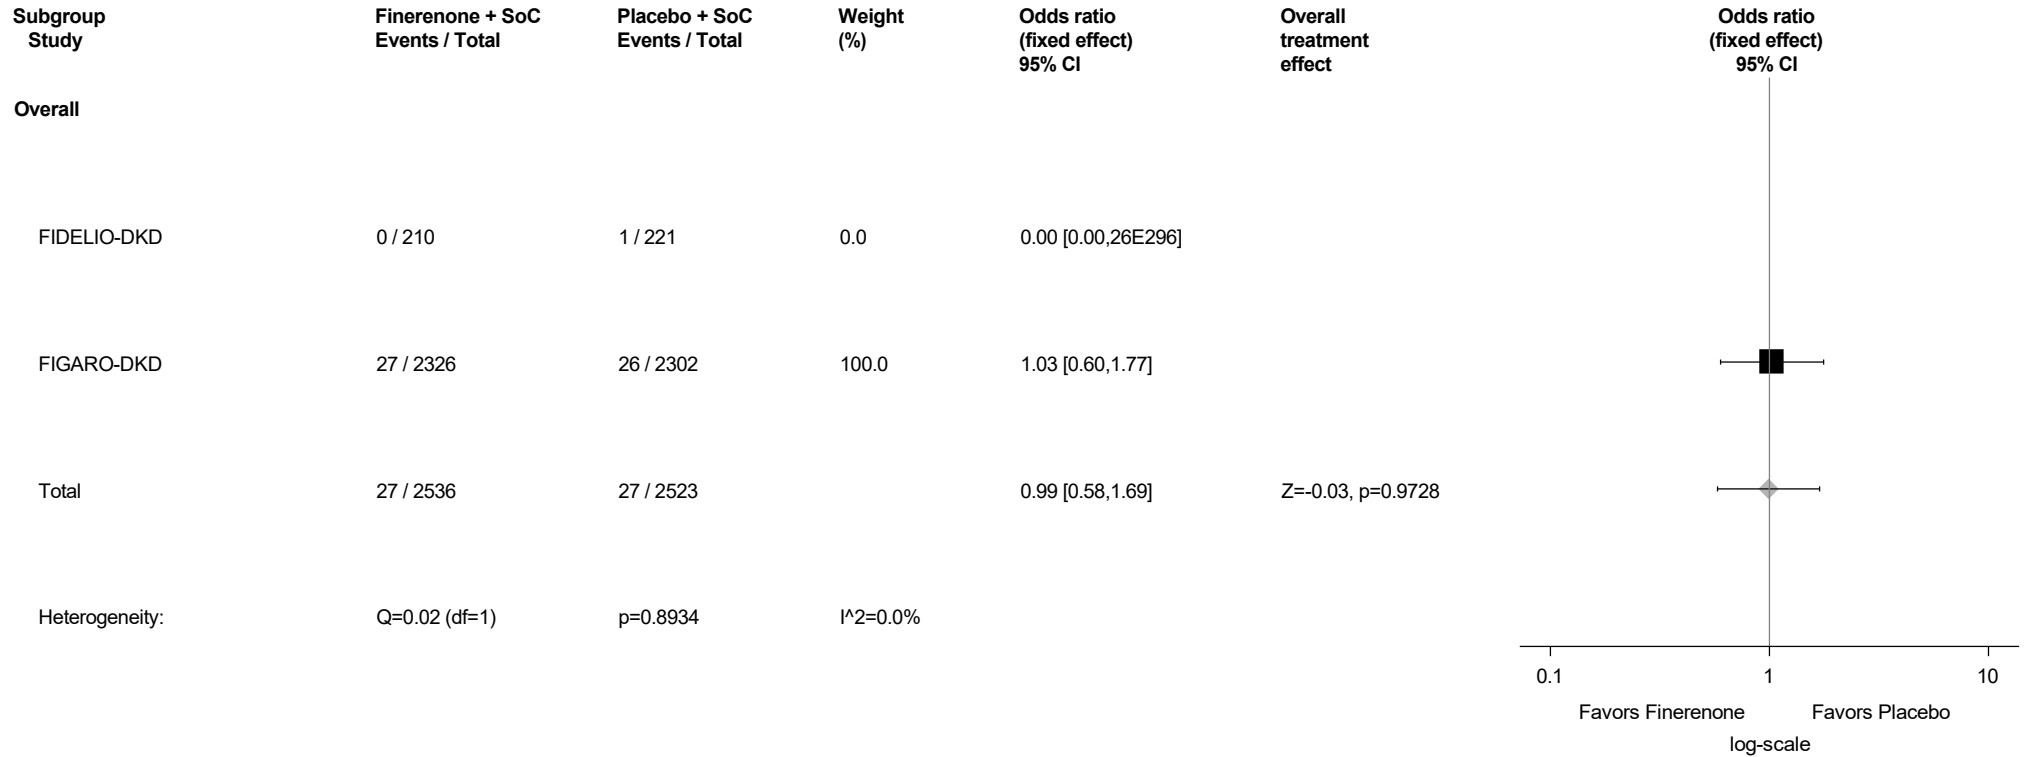 Subgroup Finerenone + SoC Placebo + SoC Weight Odds ratio Overall Odds ratio
Study Events / Total Events / Total (%) (fixed effect) treatment (fixed effect)
95% CI effect 95% CI
Overall
FIDELIO-DKD 0 / 210 1 / 221 0.0 0.00 [0.00,26E296]
FIGARO-DKD 27 / 2326 26 / 2302 100.0 1.03 [0.60,1.77]
Total 27 / 2536 27 / 2523 0.99 [0.58,1.69] Z=-0.03, p=0.9728
Heterogeneity: Q=0.02 (df=1) p=0.8934 I^2=0.0%
0.1 1 10
Favors Finerenone Favors Placebo
log-scale